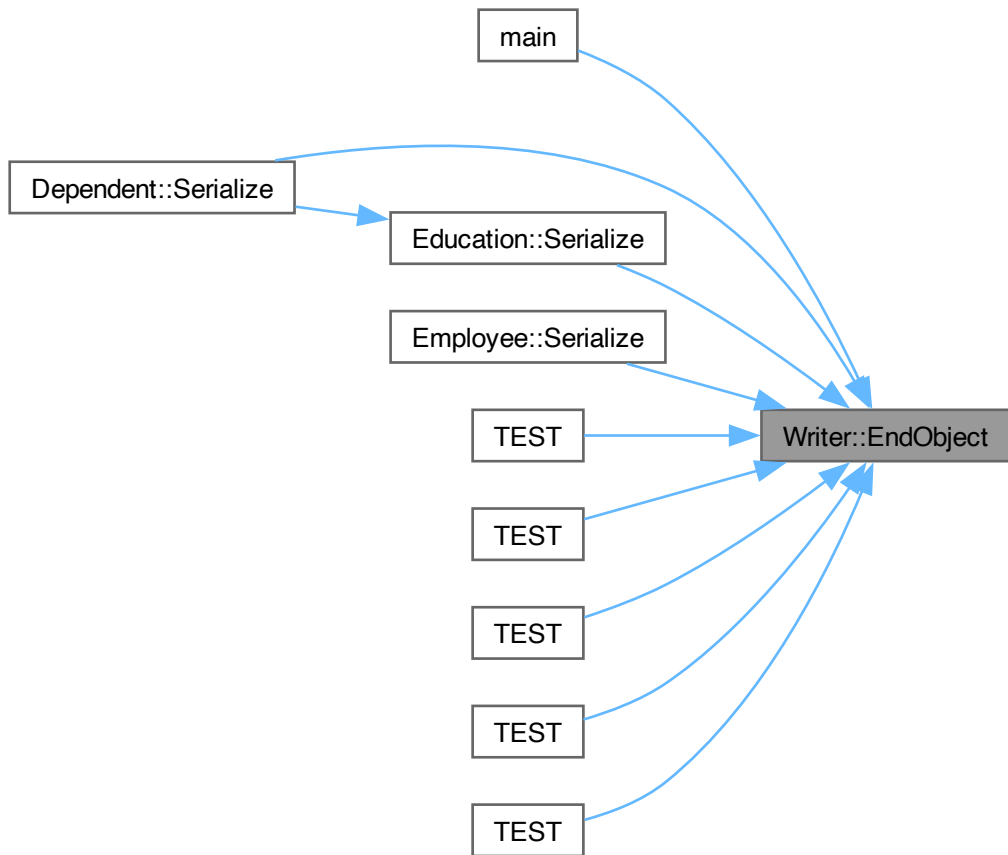 main
Dependent::Serialize
Education::Serialize
Employee::Serialize
TEST
Writer::EndObject
TEST
TEST
TEST
TEST